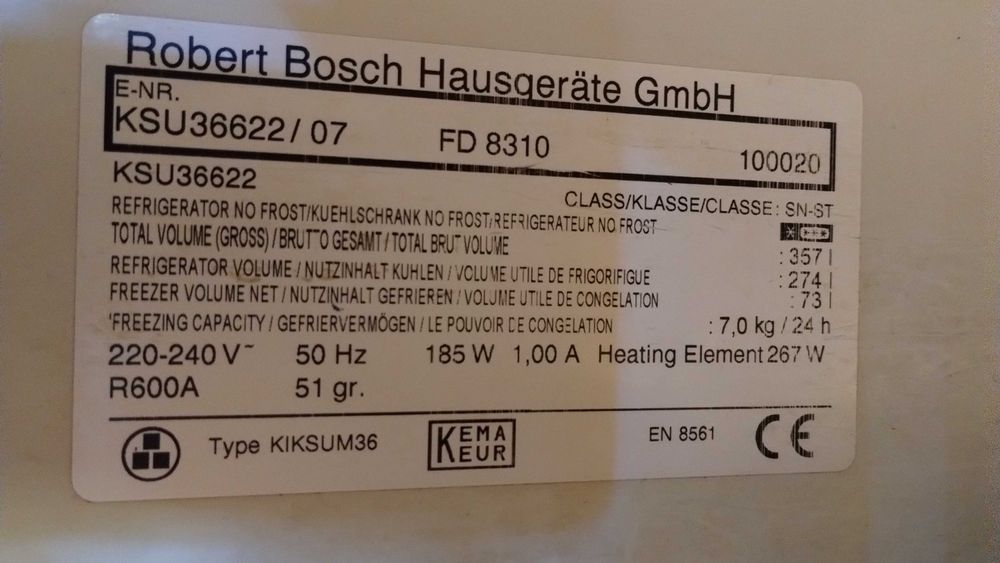 Robert Bosch Hausgeräte GmbH
E-NR.
KSU36622/ 07 FD 8310 100020
KSU36622
CLASS/KLASSE/CLASSE: SN-ST
REFRIGERATOR NO FROST/KUEHLSCHRANK NO FROST/REFRIGERATEUR NO FROST
TOTAL VOLUME (GROSS) / BRUTTO GESAMT / TOTAL BRUT VOLUME : 357 l
REFRIGERATOR VOLUME / NUTZINHALT KUHLEN / VOLUME UTILE DE FRIGORIFIGUE : 274 l
FREEZER VOLUME NET / NUTZINHALT GEFRIEREN / VOLUME UTILE DE CONGELATION : 73 l
'FREEZING CAPACITY / GEFRIERVERMÖGEN / LE POUVOIR DE CONGELATION : 7,0 kg / 24 h
220-240 V~ 50 Hz 185 W 1,00 A Heating Element 267 W
R600A 51 gr.
Type KIKSUM36 KEMA KEUR EN 8561 CE